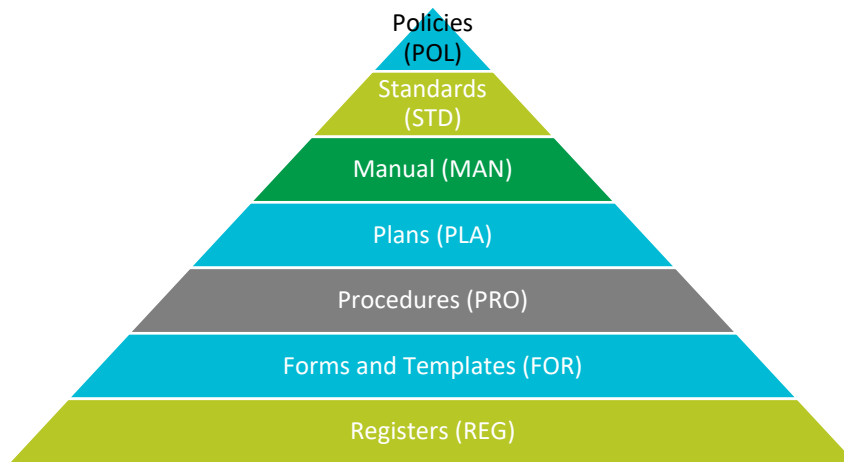 Policies
(POL)
Standards
(STD)
Manual (MAN)
Plans (PLA)
Procedures (PRO)
Forms and Templates (FOR)
Registers (REG)